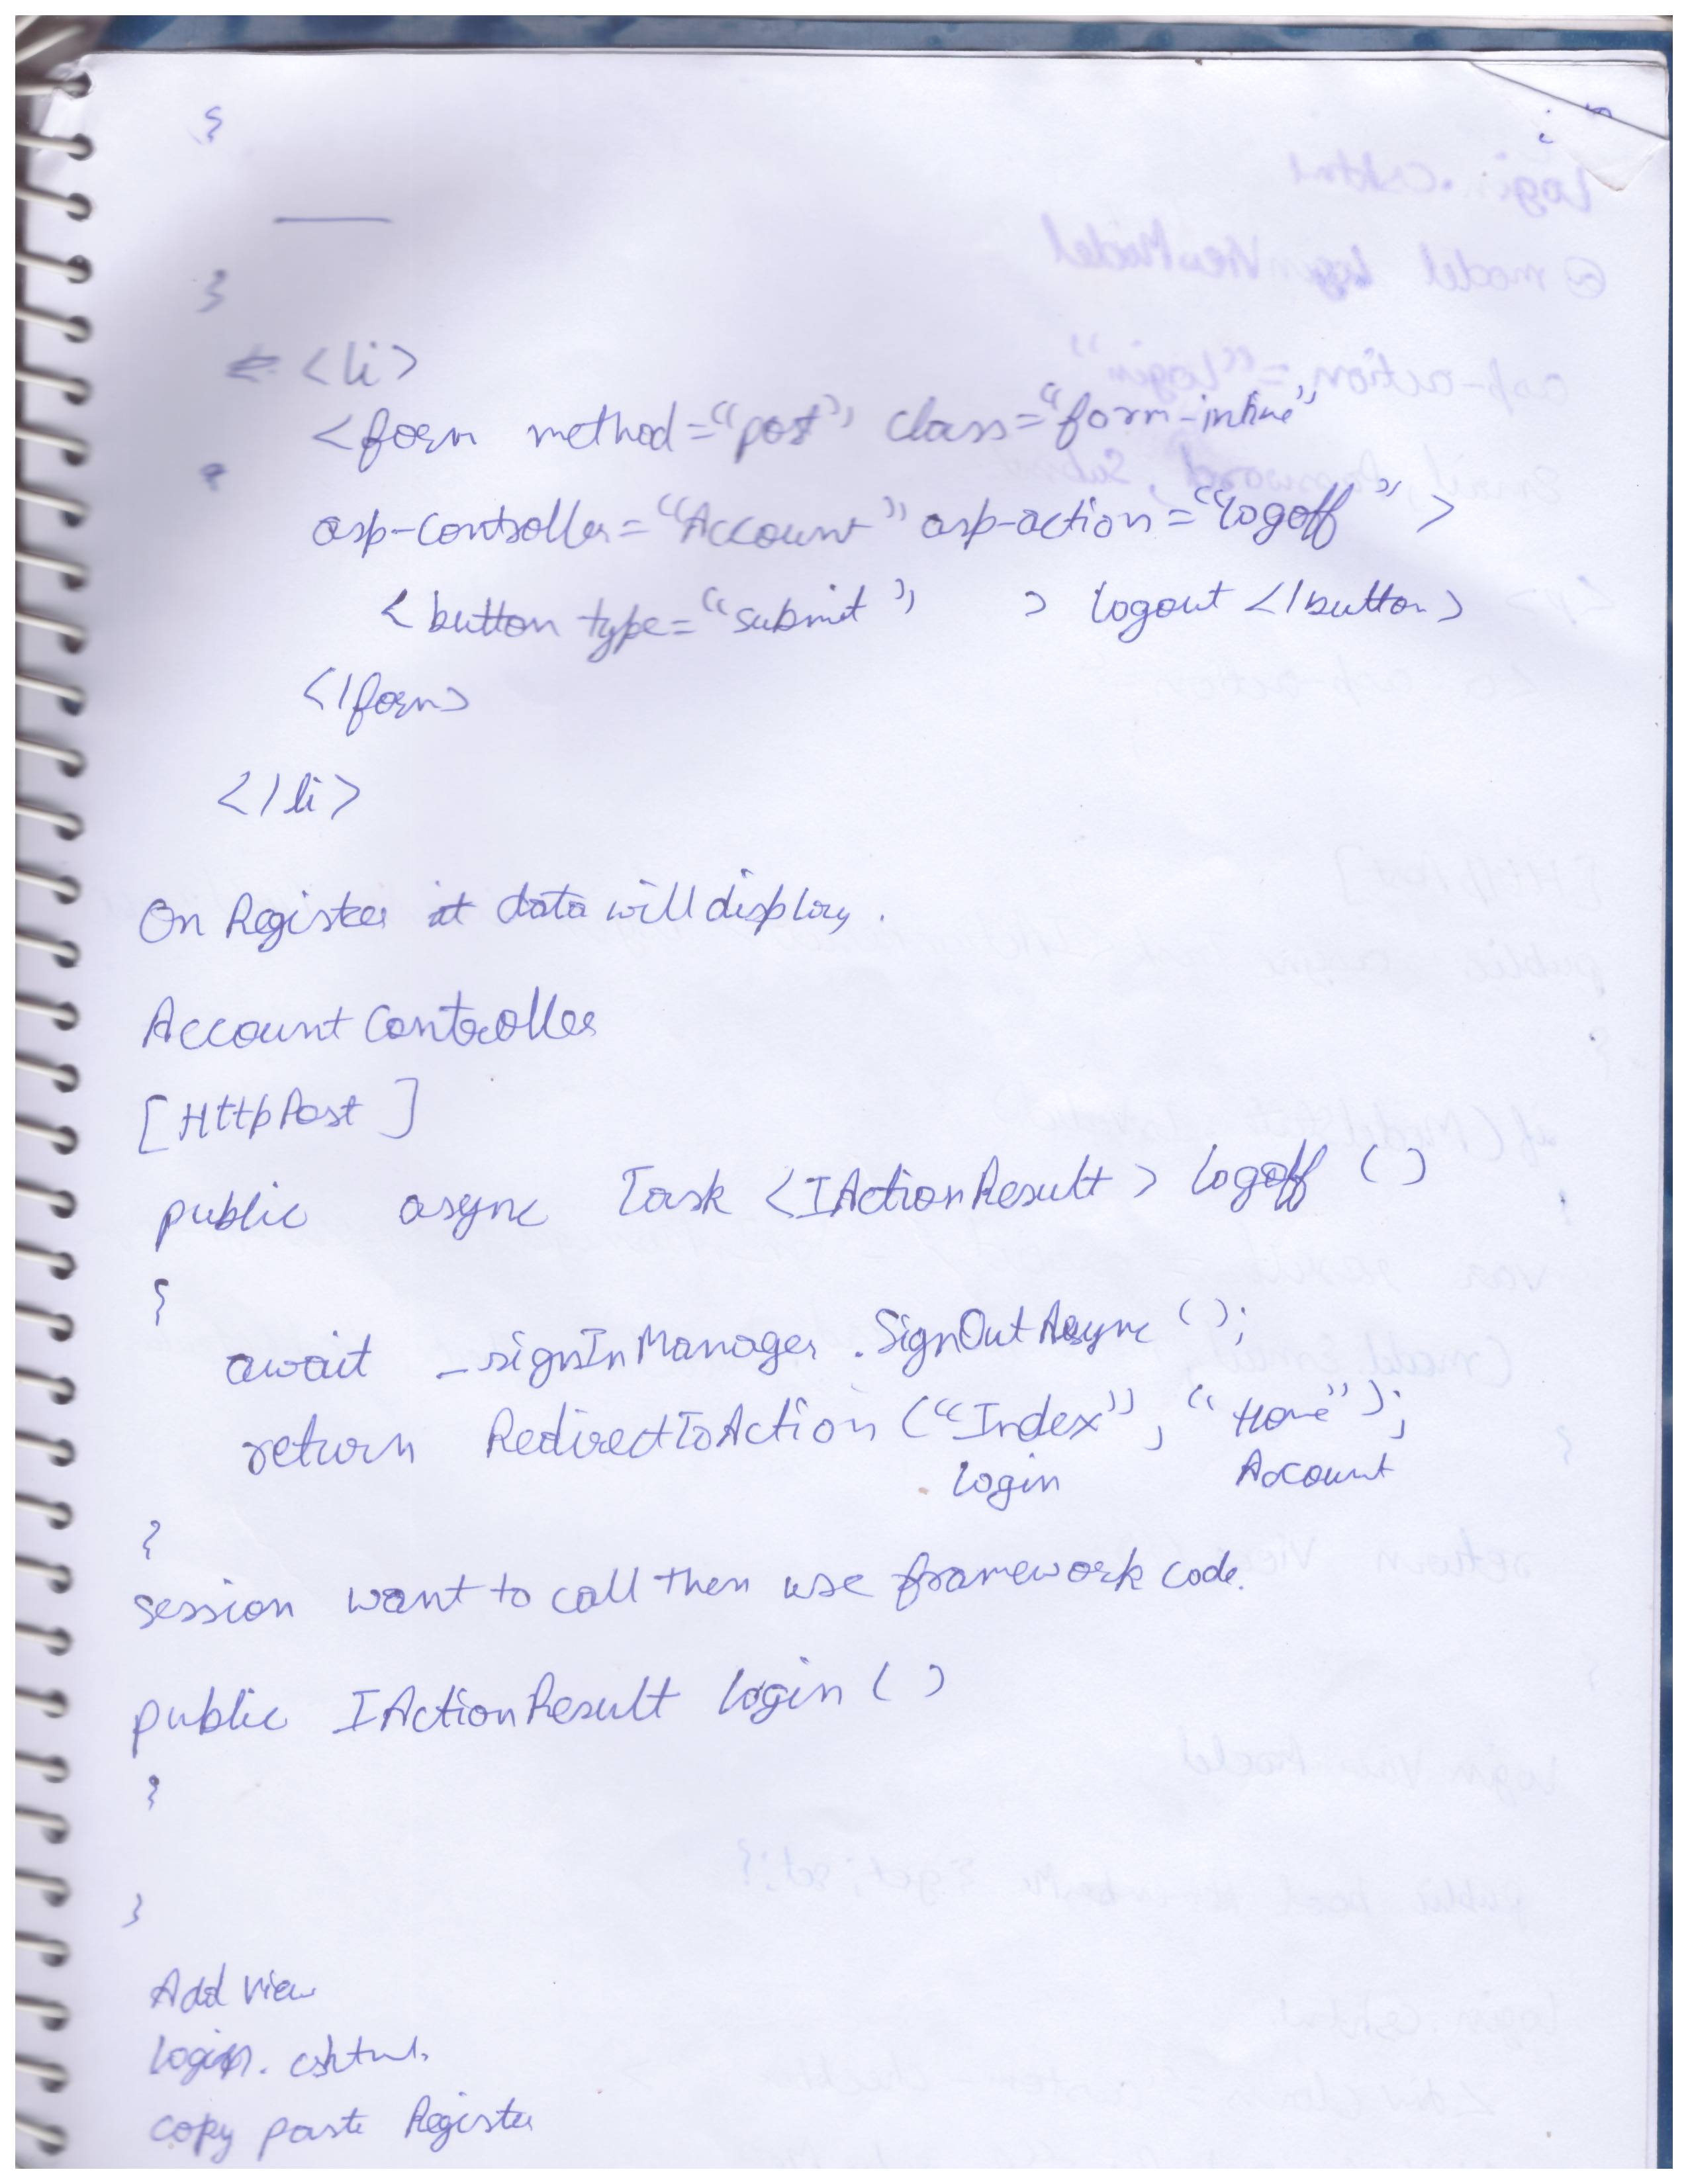 {
}
<li>
<form method="post" class="form-inline"
asp-controller="Account" asp-action="logoff">
<button type="submit" > logout </button>
</form>
</li>
On Register at data will display.
Account Controller
[HttpPost]
public async Task <IActionResult> logoff ()
{
await _signInManager.SignOutAsync ();
return RedirectToAction ("Index", "Home");
login Account
}
session want to call then use framework code.
public IActionResult login ()
{
}
Add View
login.cshtml.
copy paste Register